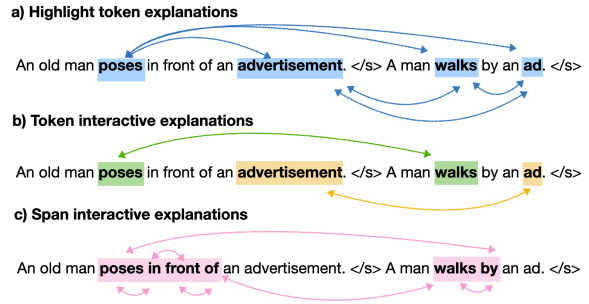 a) Highlight token explanations
An old man poses in front of an advertisement. </s> A man walks by an ad. </s>
b) Token interactive explanations
An old man poses in front of an advertisement. </s> A man walks by an ad. </s>
c) Span interactive explanations
An old man poses in front of an advertisement. </s> A man walks by an ad. </s>